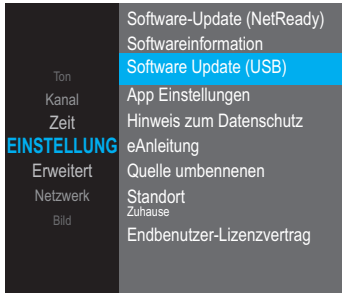 Ton
Kanal
Zeit
EINSTELLUNG
Erweitert
Netzwerk
Bild
Software-Update (NetReady)
Softwareinformation
Software Update (USB)
App Einstellungen
Hinweis zum Datenschutz
eAnleitung
Quelle umbennenen
Standort
Zuhause
Endbenutzer-Lizenzvertrag